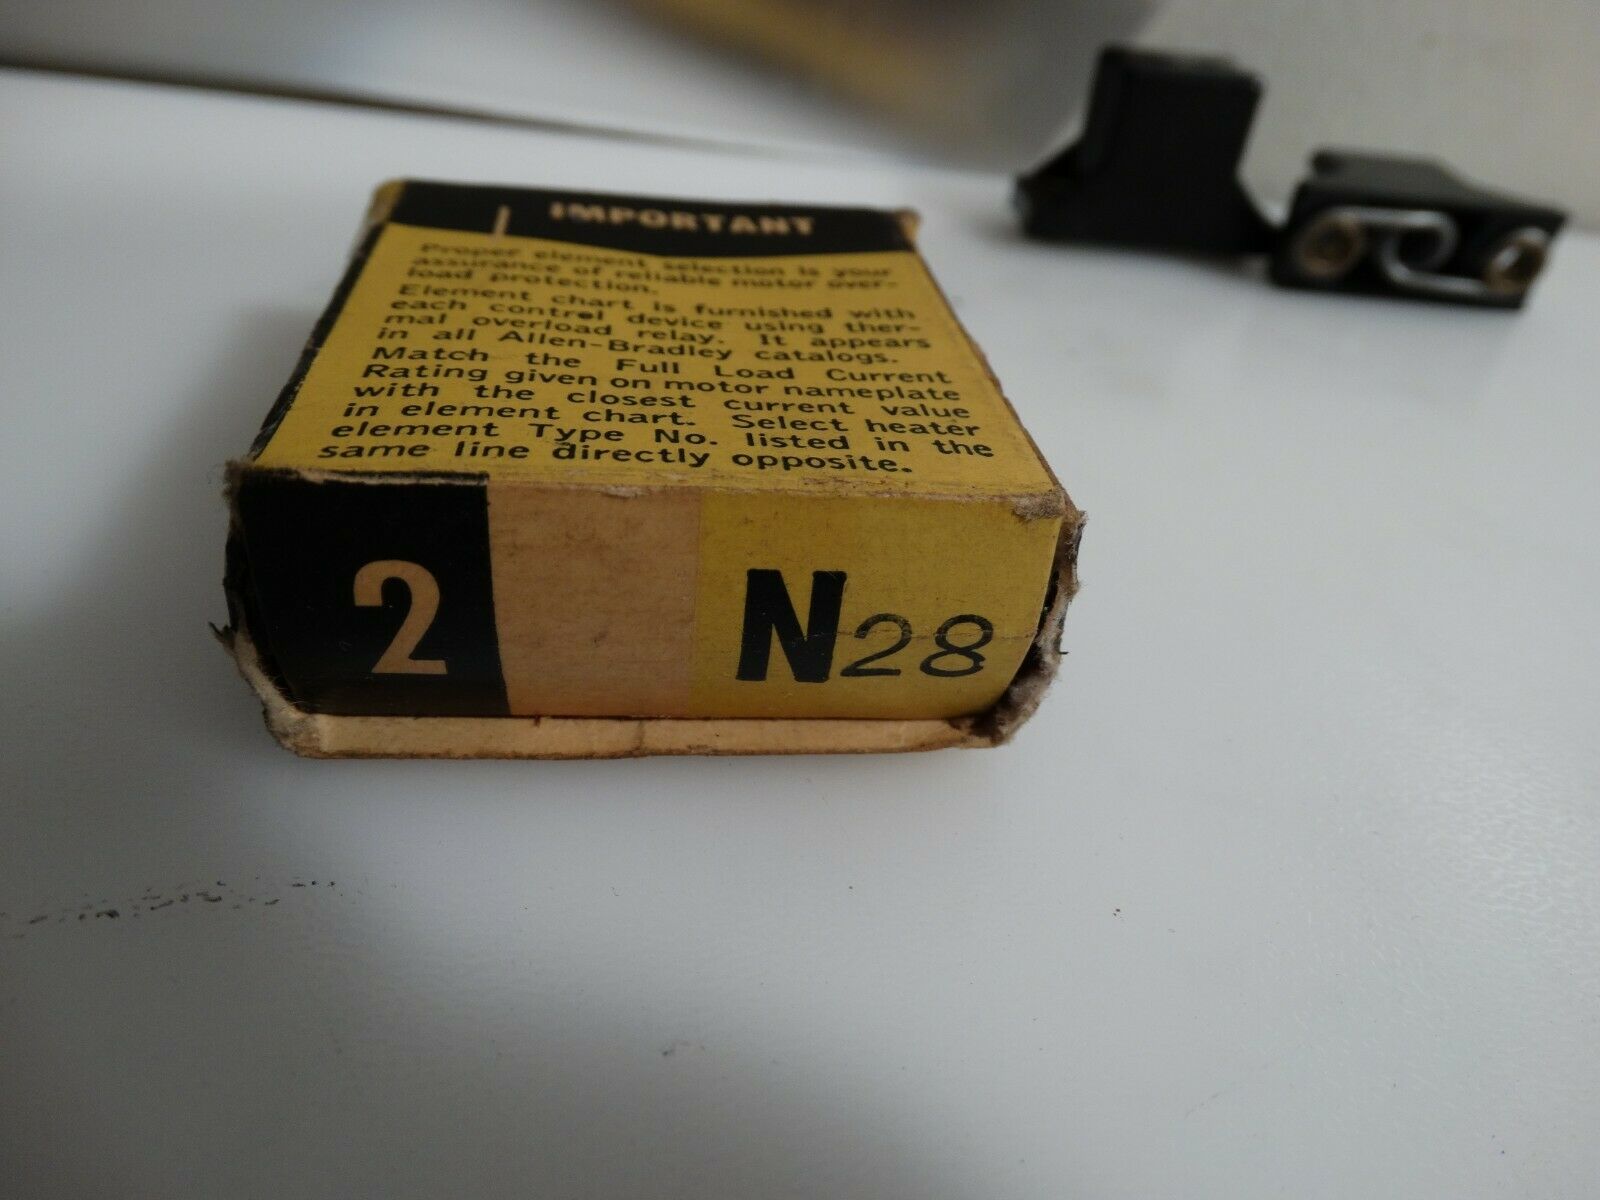 IMPORTANT
Proper element selection is your
assurance of reliable motor over-
load protection.
Element chart is furnished with
each control device using ther-
mal overload relay. It appears
in all Allen-Bradley catalogs.
Match the Full Load Current
Rating given on motor nameplate
with the closest current value
in element chart. Select heater
element Type No. listed in the
same line directly opposite.
2 N28